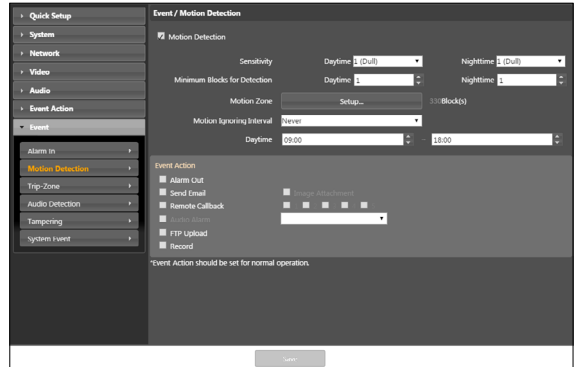 Quick Setup
System
Network
Video
Audio
Event Action
Event
Alarm In
Motion Detection
Trip-Zone
Audio Detection
Tampering
System Event
Event / Motion Detection
Motion Detection
Sensitivity Daytime 1 (Dull) Nighttime 1 (Dull)
Minimum Blocks for Detection Daytime 1 Nighttime 1
Motion Zone Setup... 330Block(s)
Motion Ignoring Interval Never
Daytime 09:00 ~ 18:00
Event Action
Alarm Out
Send Email Image Attachment
Remote Callback
Audio Alarm
FTP Upload
Record
*Event Action should be set for normal operation.
Save